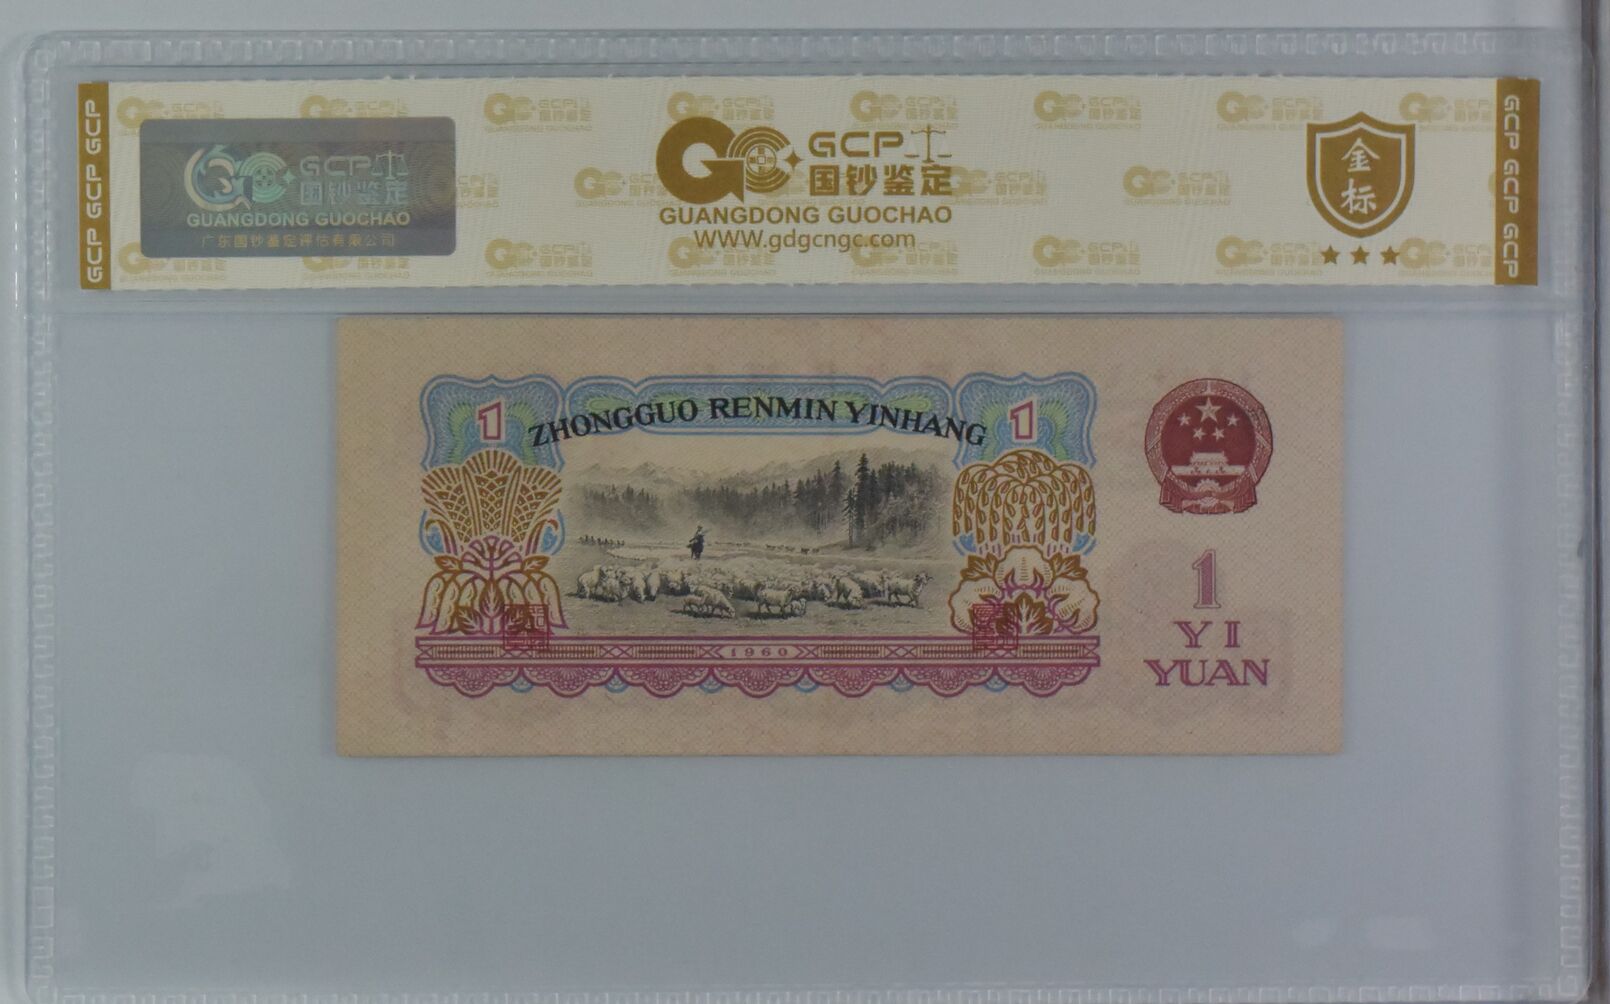 GCP GCP GCP
GCP 国钞鉴定
GUANGDONG GUOCHAO
广东国钞鉴定评估有限公司
GCP
国钞鉴定
GUANGDONG GUOCHAO
WWW.gdgcngc.com
金
标
GCP GCP GCP GCP
1
ZHONGGUO RENMIN YINHANG
1
1960
1
YI
YUAN